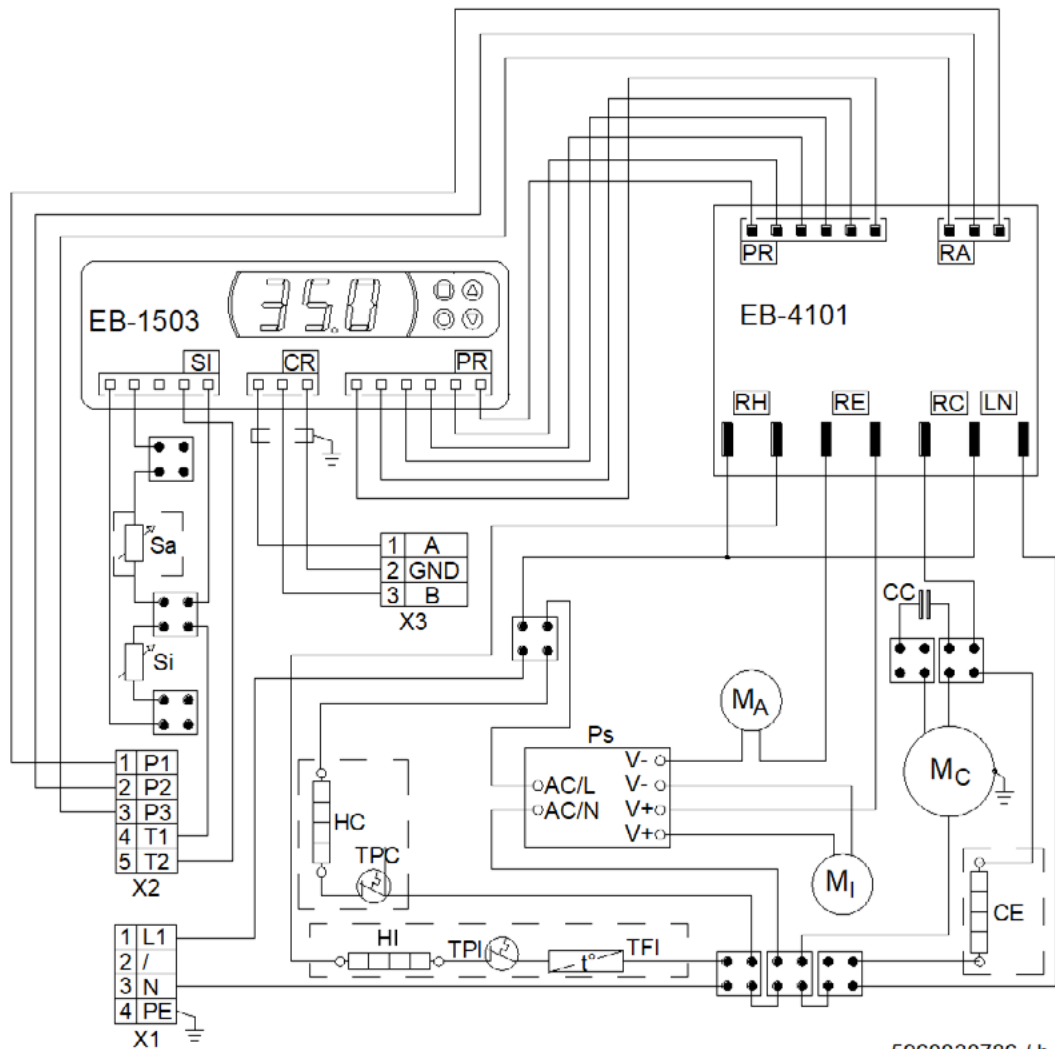 PR
RA
EB-4101
EB-1503
35.0
SI
CR
PR
RH
RE
RC
LN
Sa
1 A
2 GND
3 B
X3
CC
Si
MA
Ps
V-
AC/L
V-
MC
AC/N
V+
V+
1 P1
2 P2
3 P3
4 T1
5 T2
X2
HC
TPC
MI
CE
HI
TPI
t°
TFI
1 L1
2 /
3 N
4 PE
X1